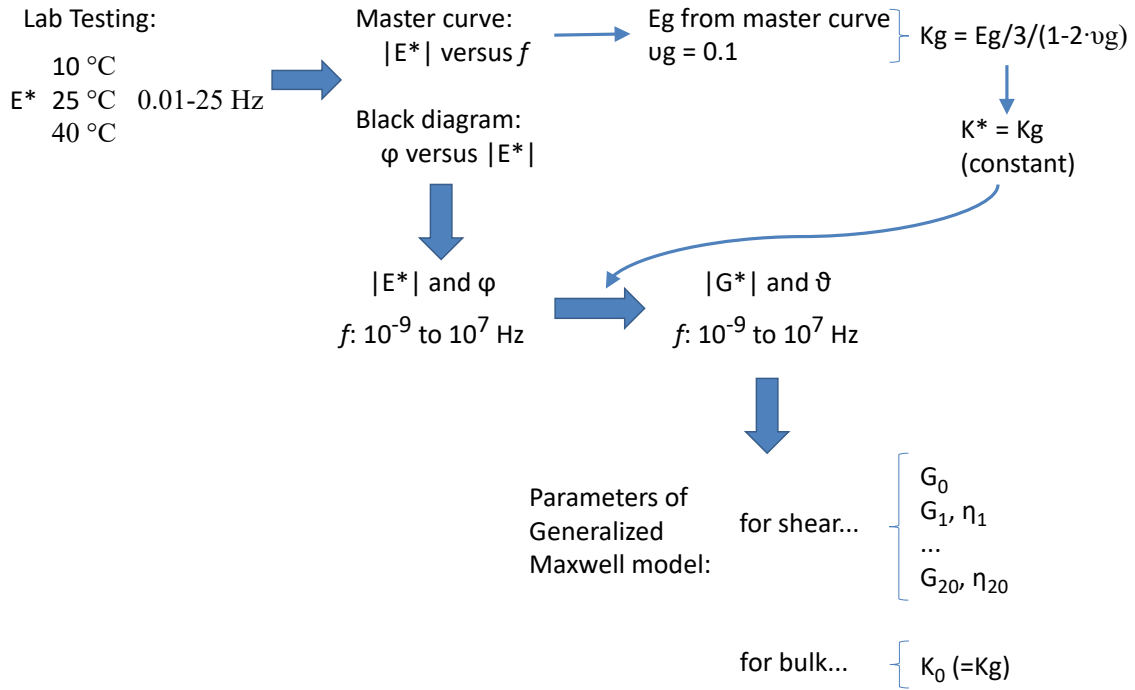 Lab Testing:
10 °C
E* 25 °C 0.01-25 Hz
40 °C
Master curve:
|E*| versus f
Black diagram:
φ versus |E*|
Eg from master curve
υg = 0.1
Kg = Eg/3/(1-2·υg)
K* = Kg
(constant)
|E*| and φ
f: 10⁻⁹ to 10⁷ Hz
|G*| and ϑ
f: 10⁻⁹ to 10⁷ Hz
Parameters of
Generalized
Maxwell model:
for shear...
G₀
G₁, η₁
...
G₂₀, η₂₀
for bulk...
K₀ (=Kg)